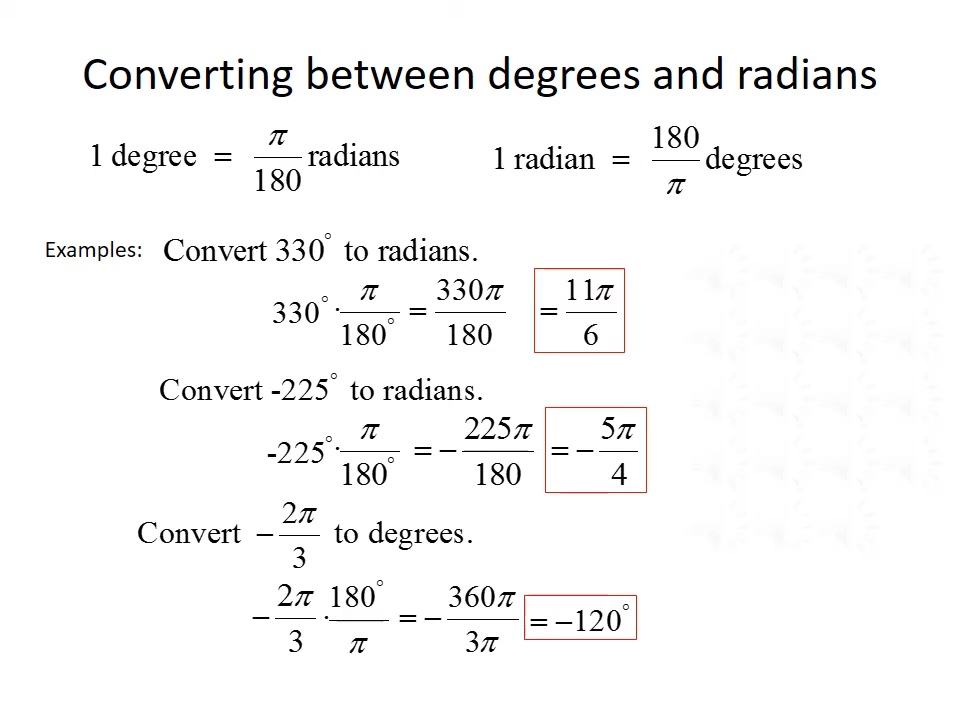 Converting between degrees and radians
1 degree = π/180 radians
1 radian = 180/π degrees
Examples: Convert 330° to radians.
330° · π/180° = 330π/180 = 11π/6
Convert -225° to radians.
-225° · π/180° = − 225π/180 = − 5π/4
Convert − 2π/3 to degrees.
− 2π/3 · 180°/π = − 360π/3π = −120°